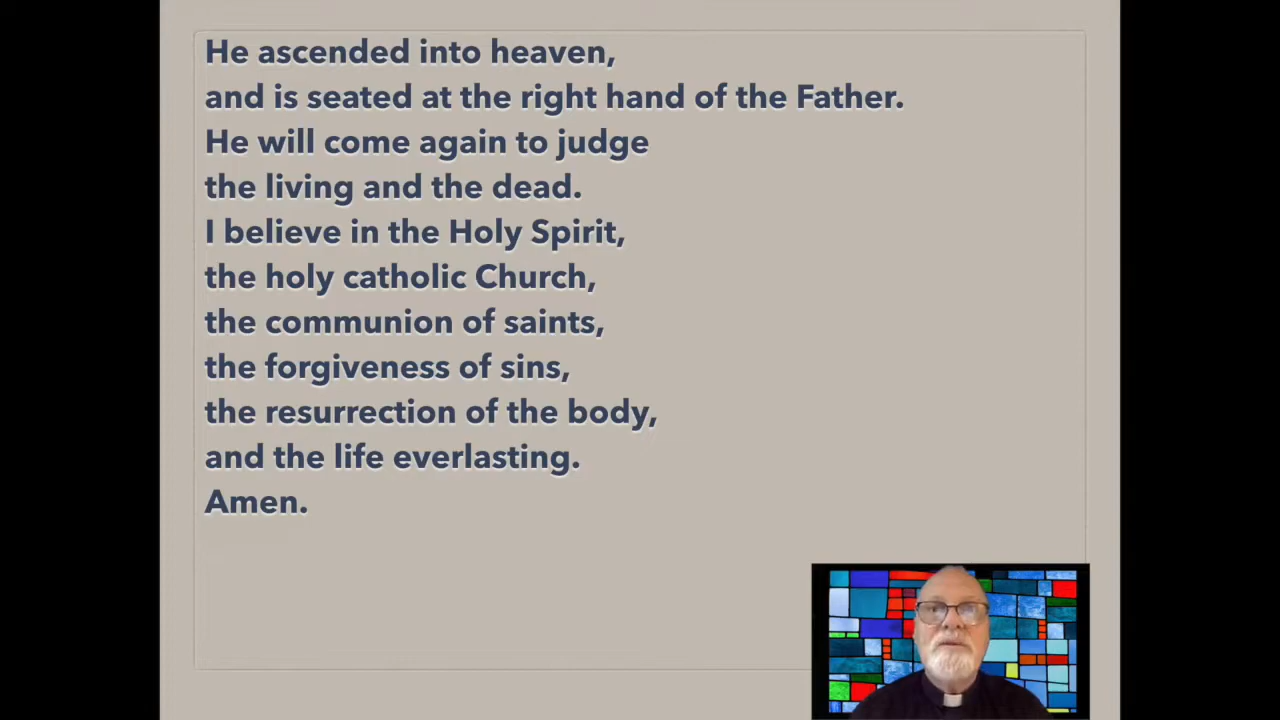 He ascended into heaven,
and is seated at the right hand of the Father.
He will come again to judge
the living and the dead.
I believe in the Holy Spirit,
the holy catholic Church,
the communion of saints,
the forgiveness of sins,
the resurrection of the body,
and the life everlasting.
Amen.